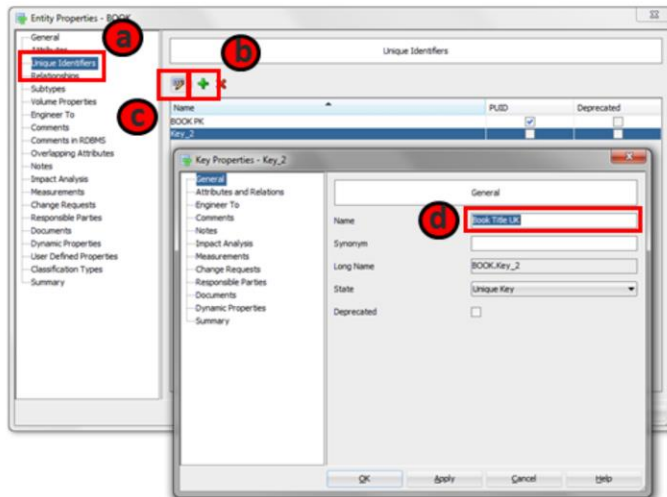 Entity Properties - BOOK
a
General
Attributes
Unique Identifiers
Relationships
Subtypes
Volume Properties
Engineer To
Comments
Comments in RDBMS
Overlapping Attributes
Notes
Impact Analysis
Measurements
Change Requests
Responsible Parties
Documents
Dynamic Properties
User Defined Properties
Classification Types
Summary
b
Unique Identifiers
c
Name PUID Deprecated
BOOK PK
Key_2
Key Properties - Key_2
General
Attributes and Relations
Engineer To
Comments
Notes
Impact Analysis
Measurements
Change Requests
Responsible Parties
Documents
Dynamic Properties
Summary
General
d
Name Book Title UK
Synonym
Long Name BOOK.Key_2
State Unique Key
Deprecated
OK Apply Cancel Help